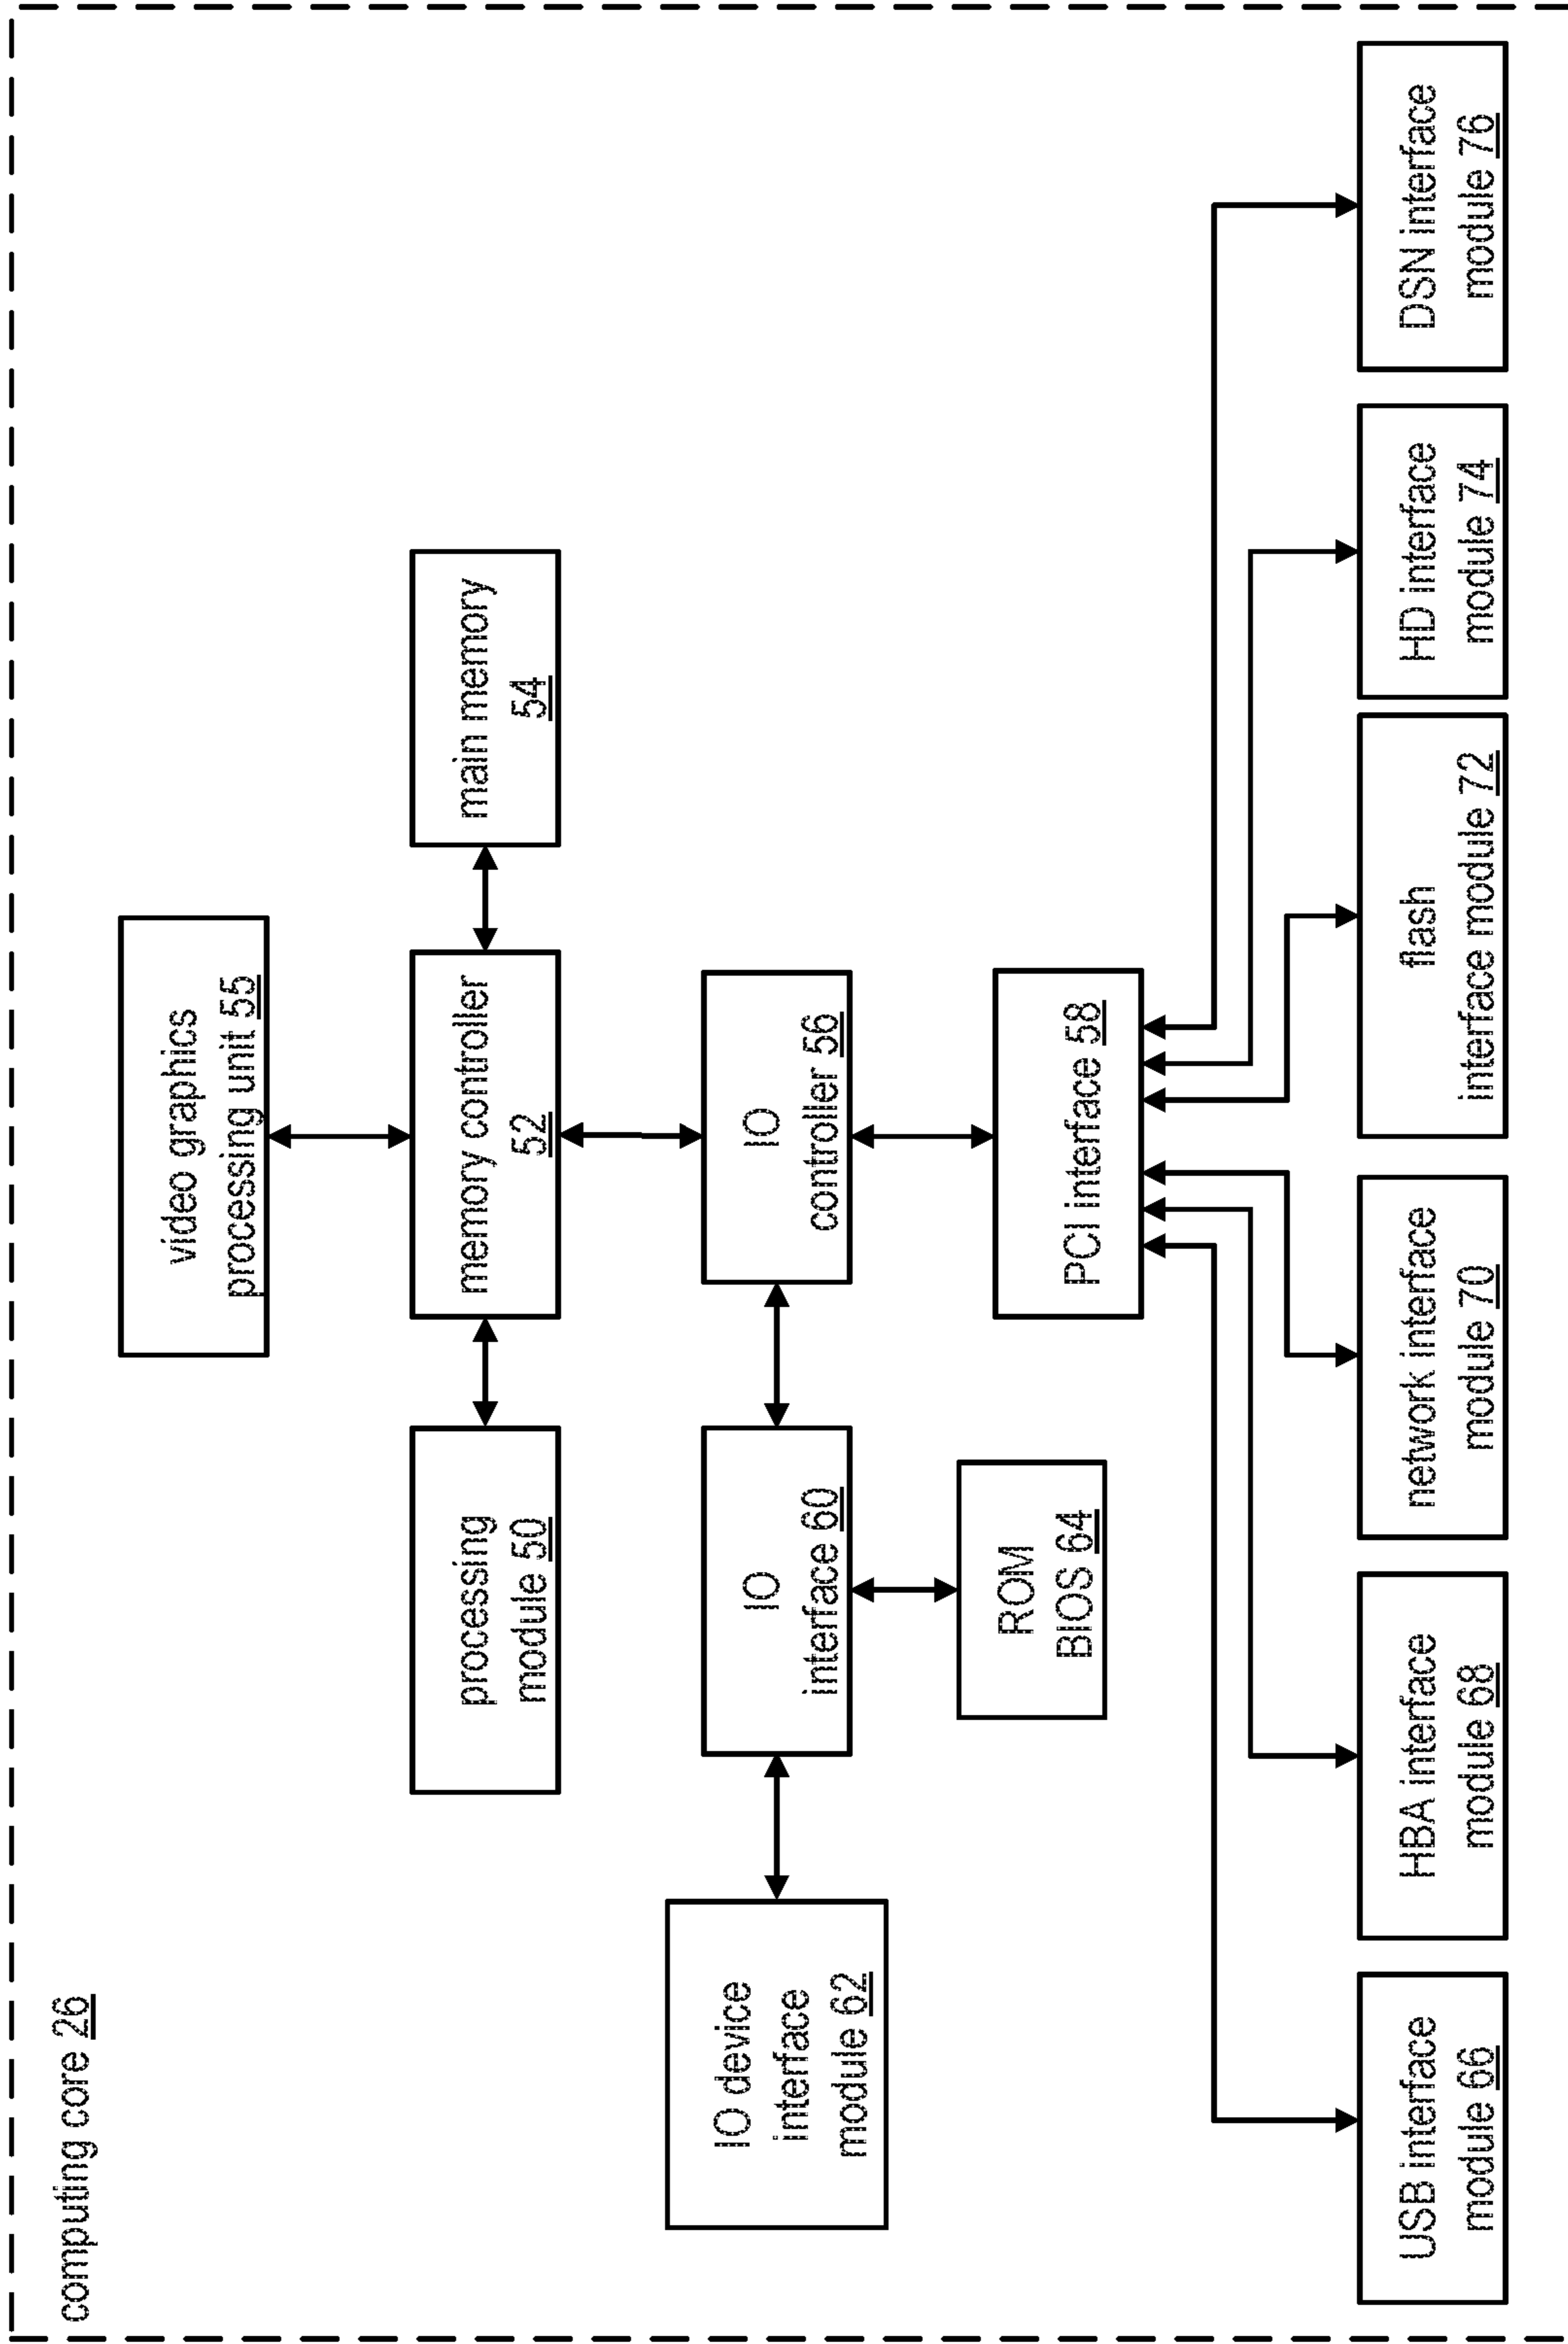 computing core 26
video graphics
processing unit 55
processing
module 50
memory controller
52
main memory
54
IO device
interface
module 62
IO
interface 60
IO
controller 56
ROM
BIOS 64
PCI interface 58
USB interface
module 66
HBA interface
module 68
network interface
module 70
flash
interface module 72
HD interface
module 74
DSN interface
module 76